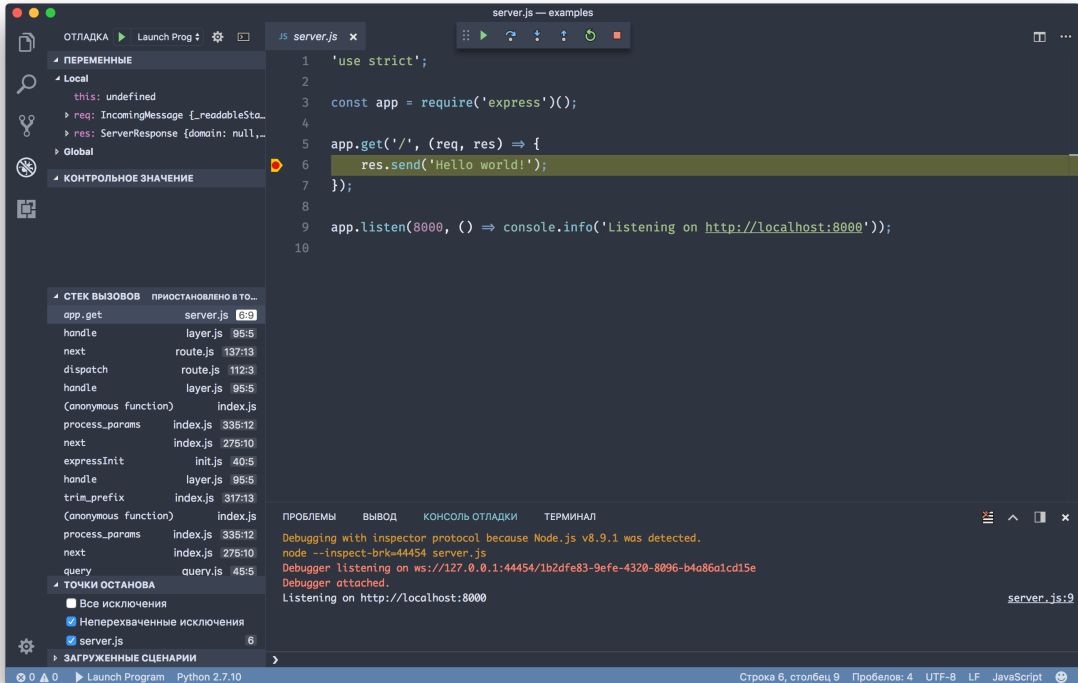 server.js — examples
ОТЛАДКА Launch Prog
JS server.js
ПЕРЕМЕННЫЕ
Local
this: undefined
req: IncomingMessage {_readableSta…
res: ServerResponse {domain: null,…
Global
КОНТРОЛЬНОЕ ЗНАЧЕНИЕ
СТЕК ВЫЗОВОВ ПРИОСТАНОВЛЕНО В ТО…
app.get server.js 6:9
handle layer.js 95:5
next route.js 137:13
dispatch route.js 112:3
handle layer.js 95:5
(anonymous function) index.js
process_params index.js 335:12
next index.js 275:10
expressInit init.js 40:5
handle layer.js 95:5
trim_prefix index.js 317:13
(anonymous function) index.js
process_params index.js 335:12
next index.js 275:10
query query.js 45:5
ТОЧКИ ОСТАНОВА
Все исключения
Неперехваченные исключения
server.js 6
ЗАГРУЖЕННЫЕ СЦЕНАРИИ
1 'use strict';
2
3 const app = require('express')();
4
5 app.get('/', (req, res) ⇒ {
6 res.send('Hello world!');
7 });
8
9 app.listen(8000, () ⇒ console.info('Listening on http://localhost:8000'));
10
ПРОБЛЕМЫ ВЫВОД КОНСОЛЬ ОТЛАДКИ ТЕРМИНАЛ
Debugging with inspector protocol because Node.js v8.9.1 was detected.
node --inspect-brk=44454 server.js
Debugger listening on ws://127.0.0.1:44454/1b2dfe83-9efe-4320-8096-b4a86a1cd15e
Debugger attached.
Listening on http://localhost:8000 server.js:9
0 0 Launch Program Python 2.7.10 Строка 6, столбец 9 Пробелов: 4 UTF-8 LF JavaScript